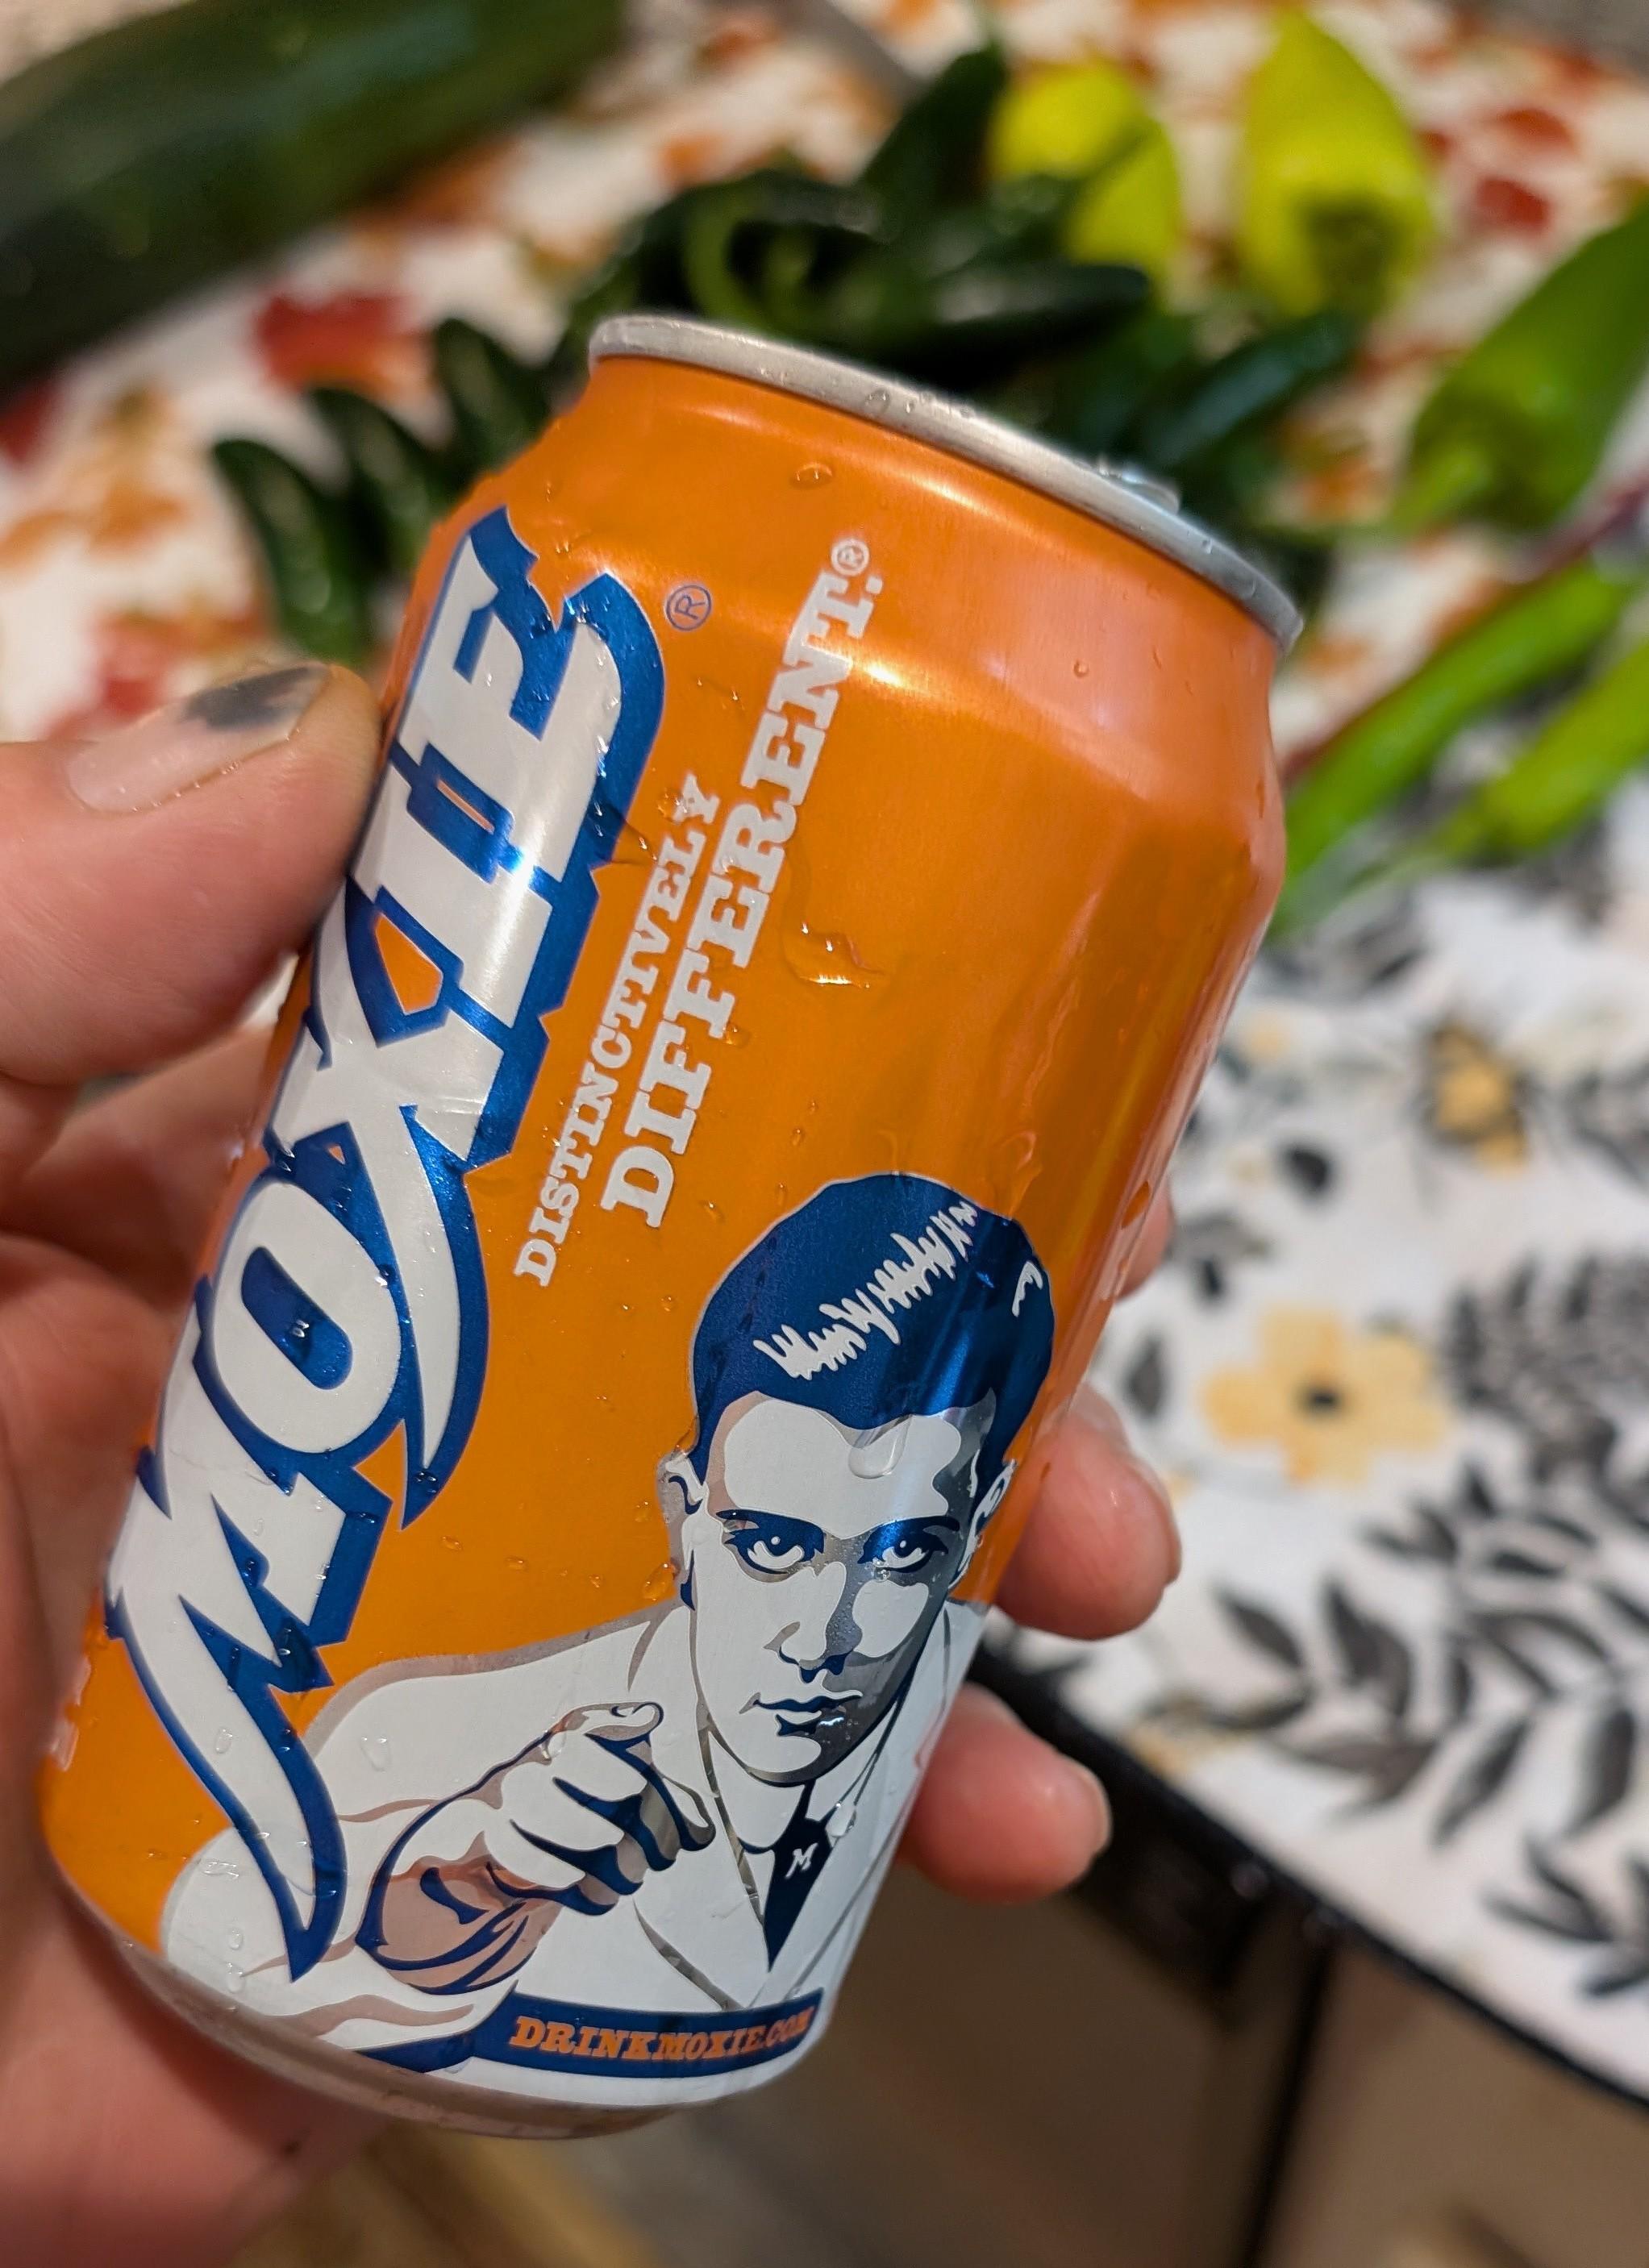 MOXIE®
DISTINCTIVELY
DIFFERENT.®
M
DRINKMOXIE.COM